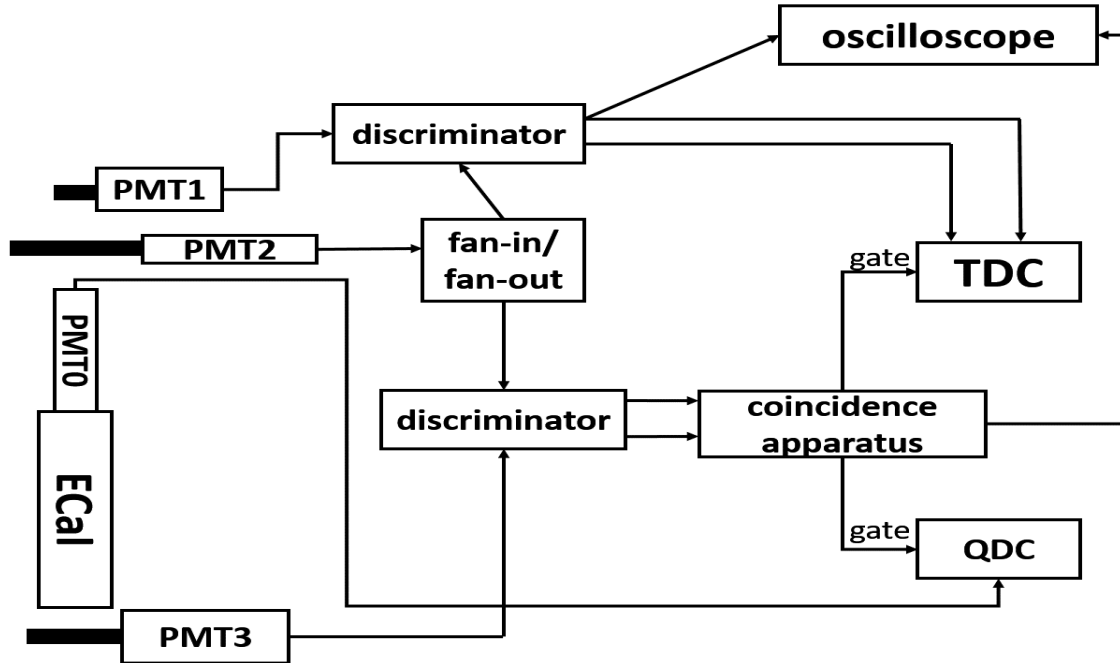 oscilloscope
discriminator
PMT1
PMT2
fan-in/
fan-out
gate
TDC
PMT0
discriminator
coincidence
apparatus
ECal
gate
QDC
PMT3